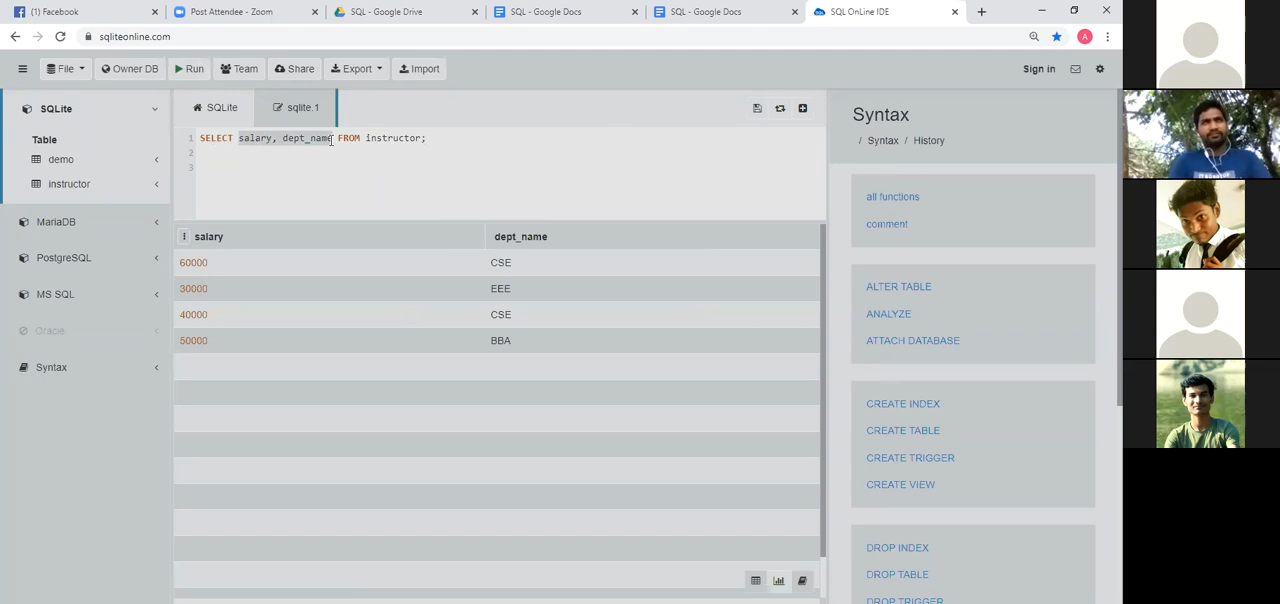 (1) Facebook
Post Attendee - Zoom
SQL - Google Drive
SQL - Google Docs
SQL - Google Docs
SQL OnLine IDE
sqliteonline.com
A
File
Owner DB
Run
Team
Share
Export
Import
Sign in
SQLite
Table
demo
instructor
MariaDB
PostgreSQL
MS SQL
Oracle
Syntax
SQLite
sqlite.1
1 SELECT salary, dept_name FROM instructor;
2
3
salary dept_name
60000 CSE
30000 EEE
40000 CSE
50000 BBA
Syntax
/ Syntax / History
all functions
comment
ALTER TABLE
ANALYZE
ATTACH DATABASE
CREATE INDEX
CREATE TABLE
CREATE TRIGGER
CREATE VIEW
DROP INDEX
DROP TABLE
DROP TRIGGER